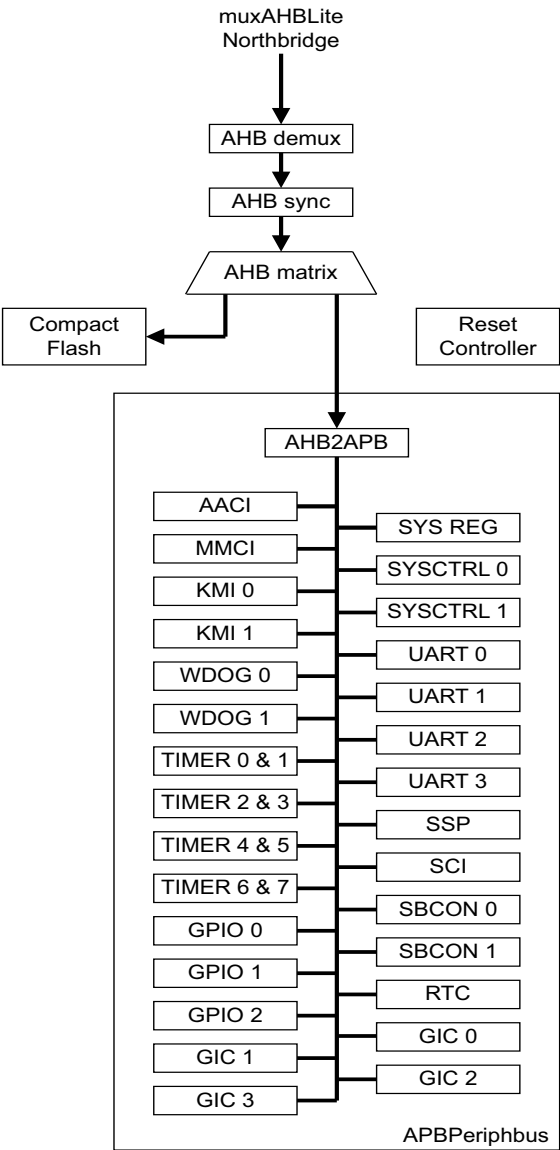 muxAHBLite
Northbridge
AHB demux
AHB sync
AHB matrix
Compact
Flash
Reset
Controller
AHB2APB
AACI
MMCI
KMI 0
KMI 1
WDOG 0
WDOG 1
TIMER 0 & 1
TIMER 2 & 3
TIMER 4 & 5
TIMER 6 & 7
GPIO 0
GPIO 1
GPIO 2
GIC 1
GIC 3
SYS REG
SYSCTRL 0
SYSCTRL 1
UART 0
UART 1
UART 2
UART 3
SSP
SCI
SBCON 0
SBCON 1
RTC
GIC 0
GIC 2
APBPeriphbus